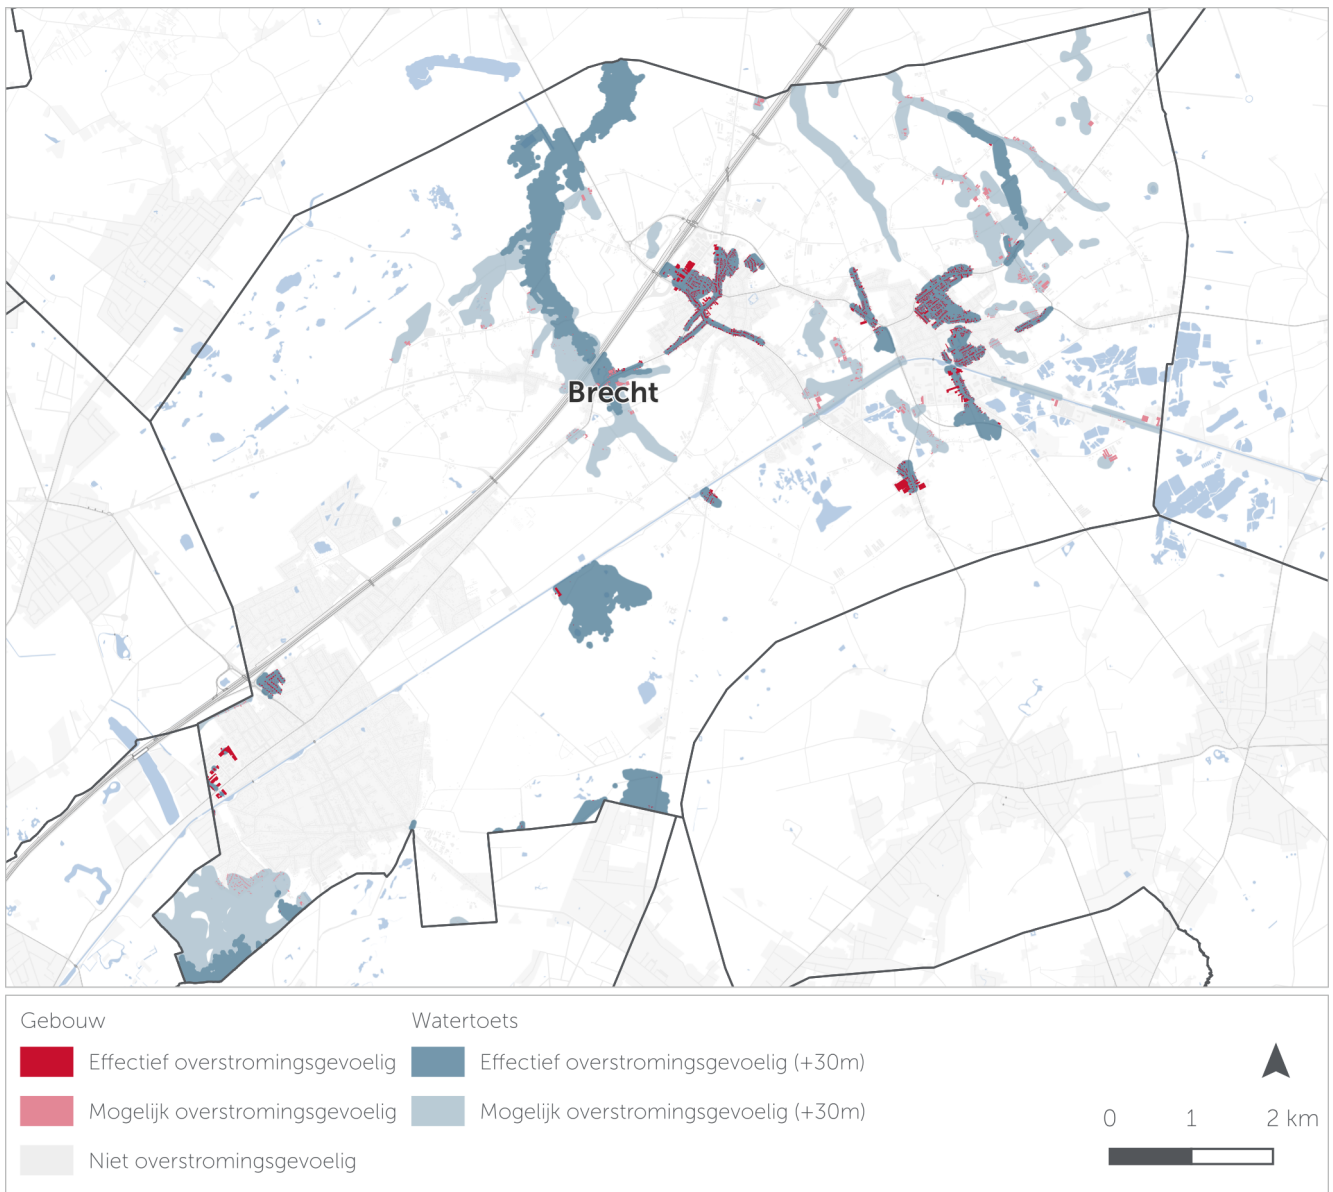 Brecht
Gebouw
Effectief overstromingsgevoelig
Mogelijk overstromingsgevoelig
Niet overstromingsgevoelig
Watertoets
Effectief overstromingsgevoelig (+30m)
Mogelijk overstromingsgevoelig (+30m)
0 1 2 km